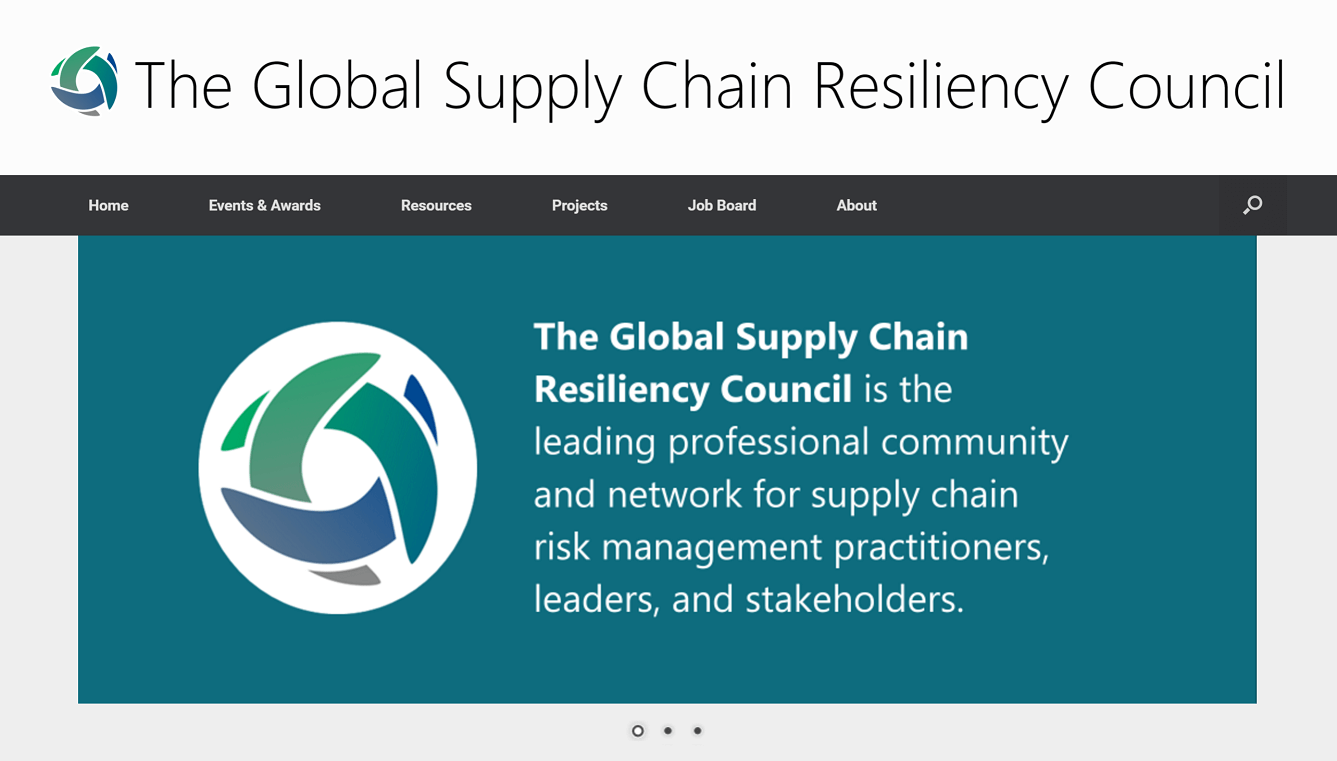 The Global Supply Chain Resiliency Council
Home Events & Awards Resources Projects Job Board About
The Global Supply Chain
Resiliency Council is the
leading professional community
and network for supply chain
risk management practitioners,
leaders, and stakeholders.